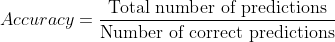 Accuracy = Total number of predictions
Number of correct predictions